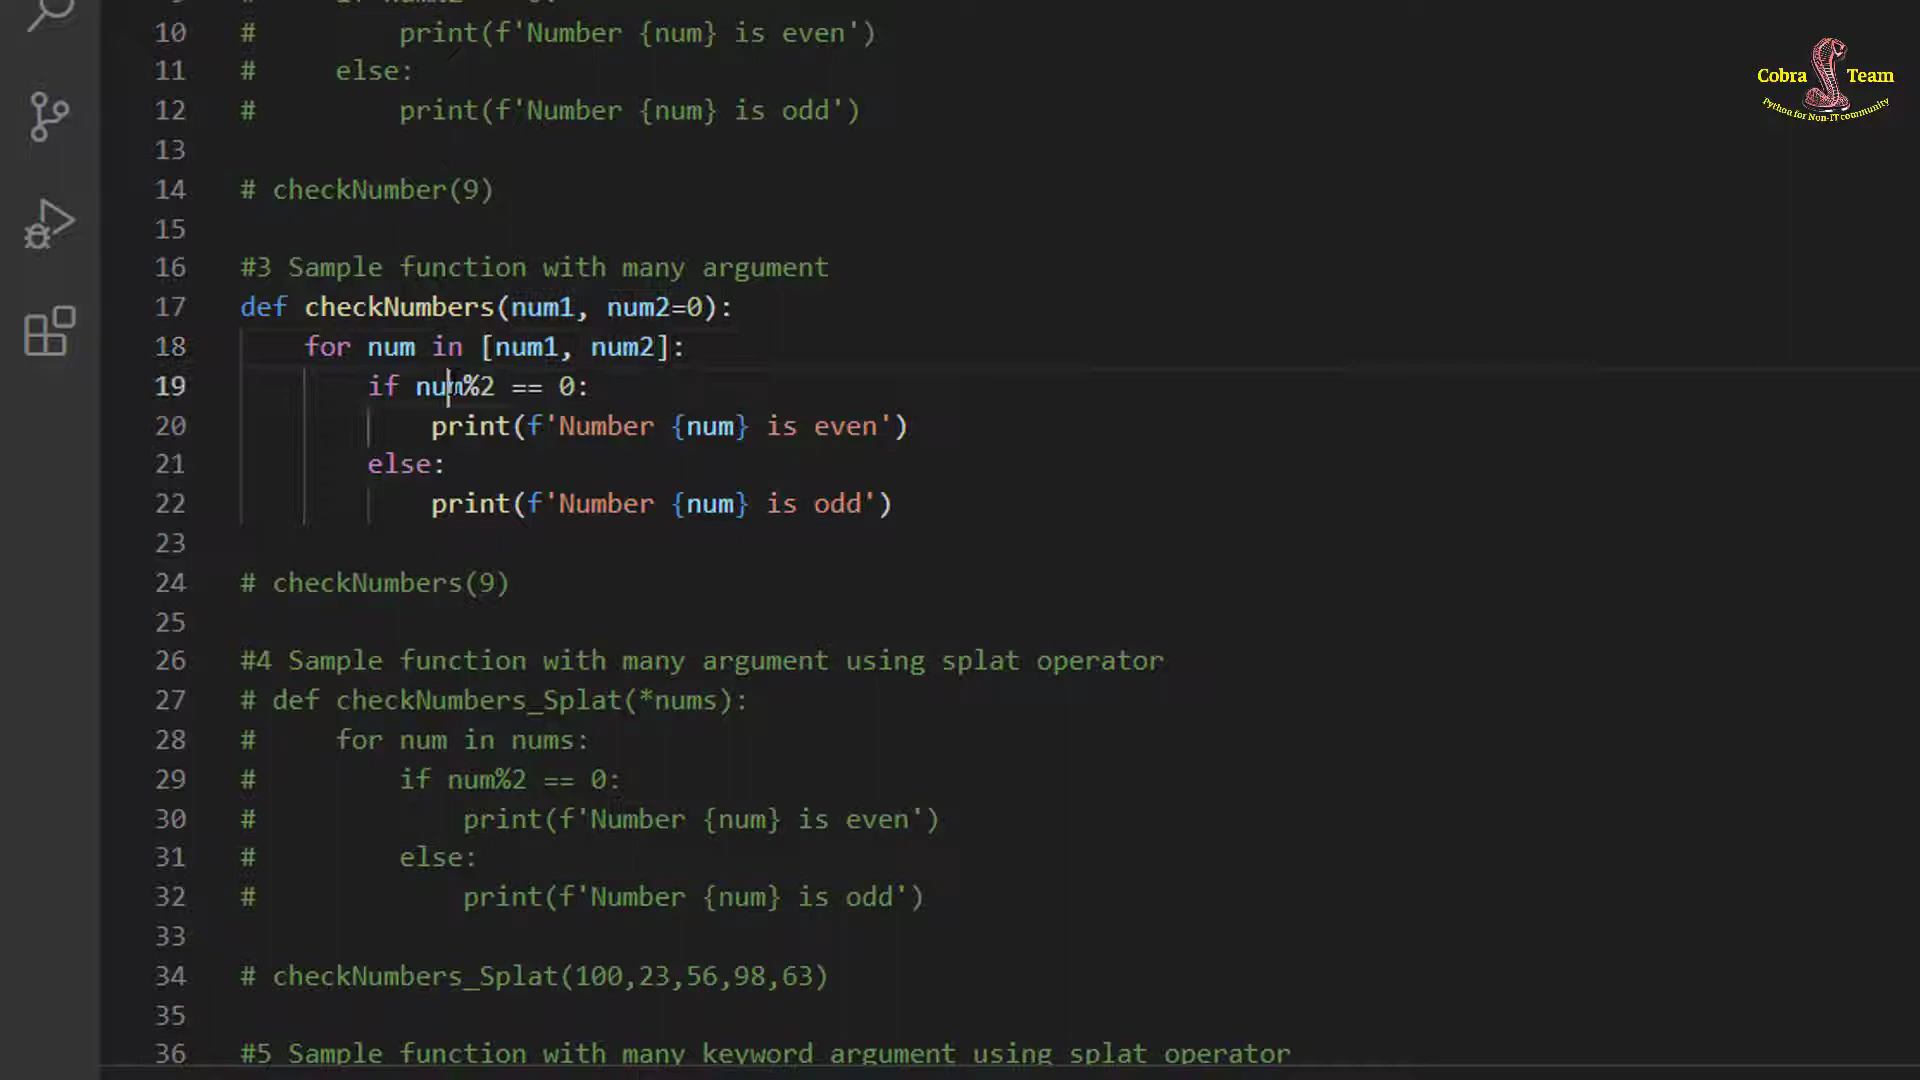 10 #         print(f'Number {num} is even')
11 #     else:
12 #         print(f'Number {num} is odd')
13
14 # checkNumber(9)
15
16 #3 Sample function with many argument
17 def checkNumbers(num1, num2=0):
18     for num in [num1, num2]:
19         if num%2 == 0:
20             print(f'Number {num} is even')
21         else:
22             print(f'Number {num} is odd')
23
24 # checkNumbers(9)
25
26 #4 Sample function with many argument using splat operator
27 # def checkNumbers_Splat(*nums):
28 #     for num in nums:
29 #         if num%2 == 0:
30 #             print(f'Number {num} is even')
31 #         else:
32 #             print(f'Number {num} is odd')
33
34 # checkNumbers_Splat(100,23,56,98,63)
35
36 #5 Sample function with many keyword argument using splat operator
Cobra Team
Python for Non-IT community